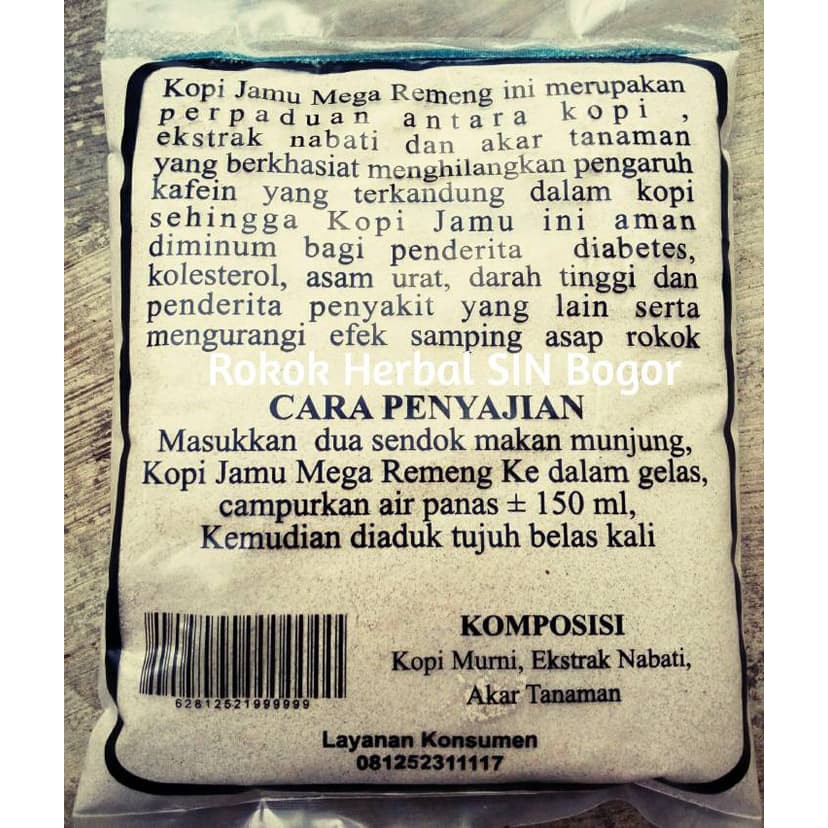 Kopi Jamu Mega Remeng ini merupakan
perpaduan antara kopi ,
ekstrak nabati dan akar tanaman
yang berkhasiat menghilangkan pengaruh
kafein yang terkandung dalam kopi
sehingga Kopi Jamu ini aman
diminum bagi penderita diabetes,
kolesterol, asam urat, darah tinggi dan
penderita penyakit yang lain serta
mengurangi efek samping asap rokok
Rokok Herbal SIN Bogor
CARA PENYAJIAN
Masukkan dua sendok makan munjung,
Kopi Jamu Mega Remeng Ke dalam gelas,
campurkan air panas ± 150 ml,
Kemudian diaduk tujuh belas kali
62812521999999
KOMPOSISI
Kopi Murni, Ekstrak Nabati,
Akar Tanaman
Layanan Konsumen
081252311117